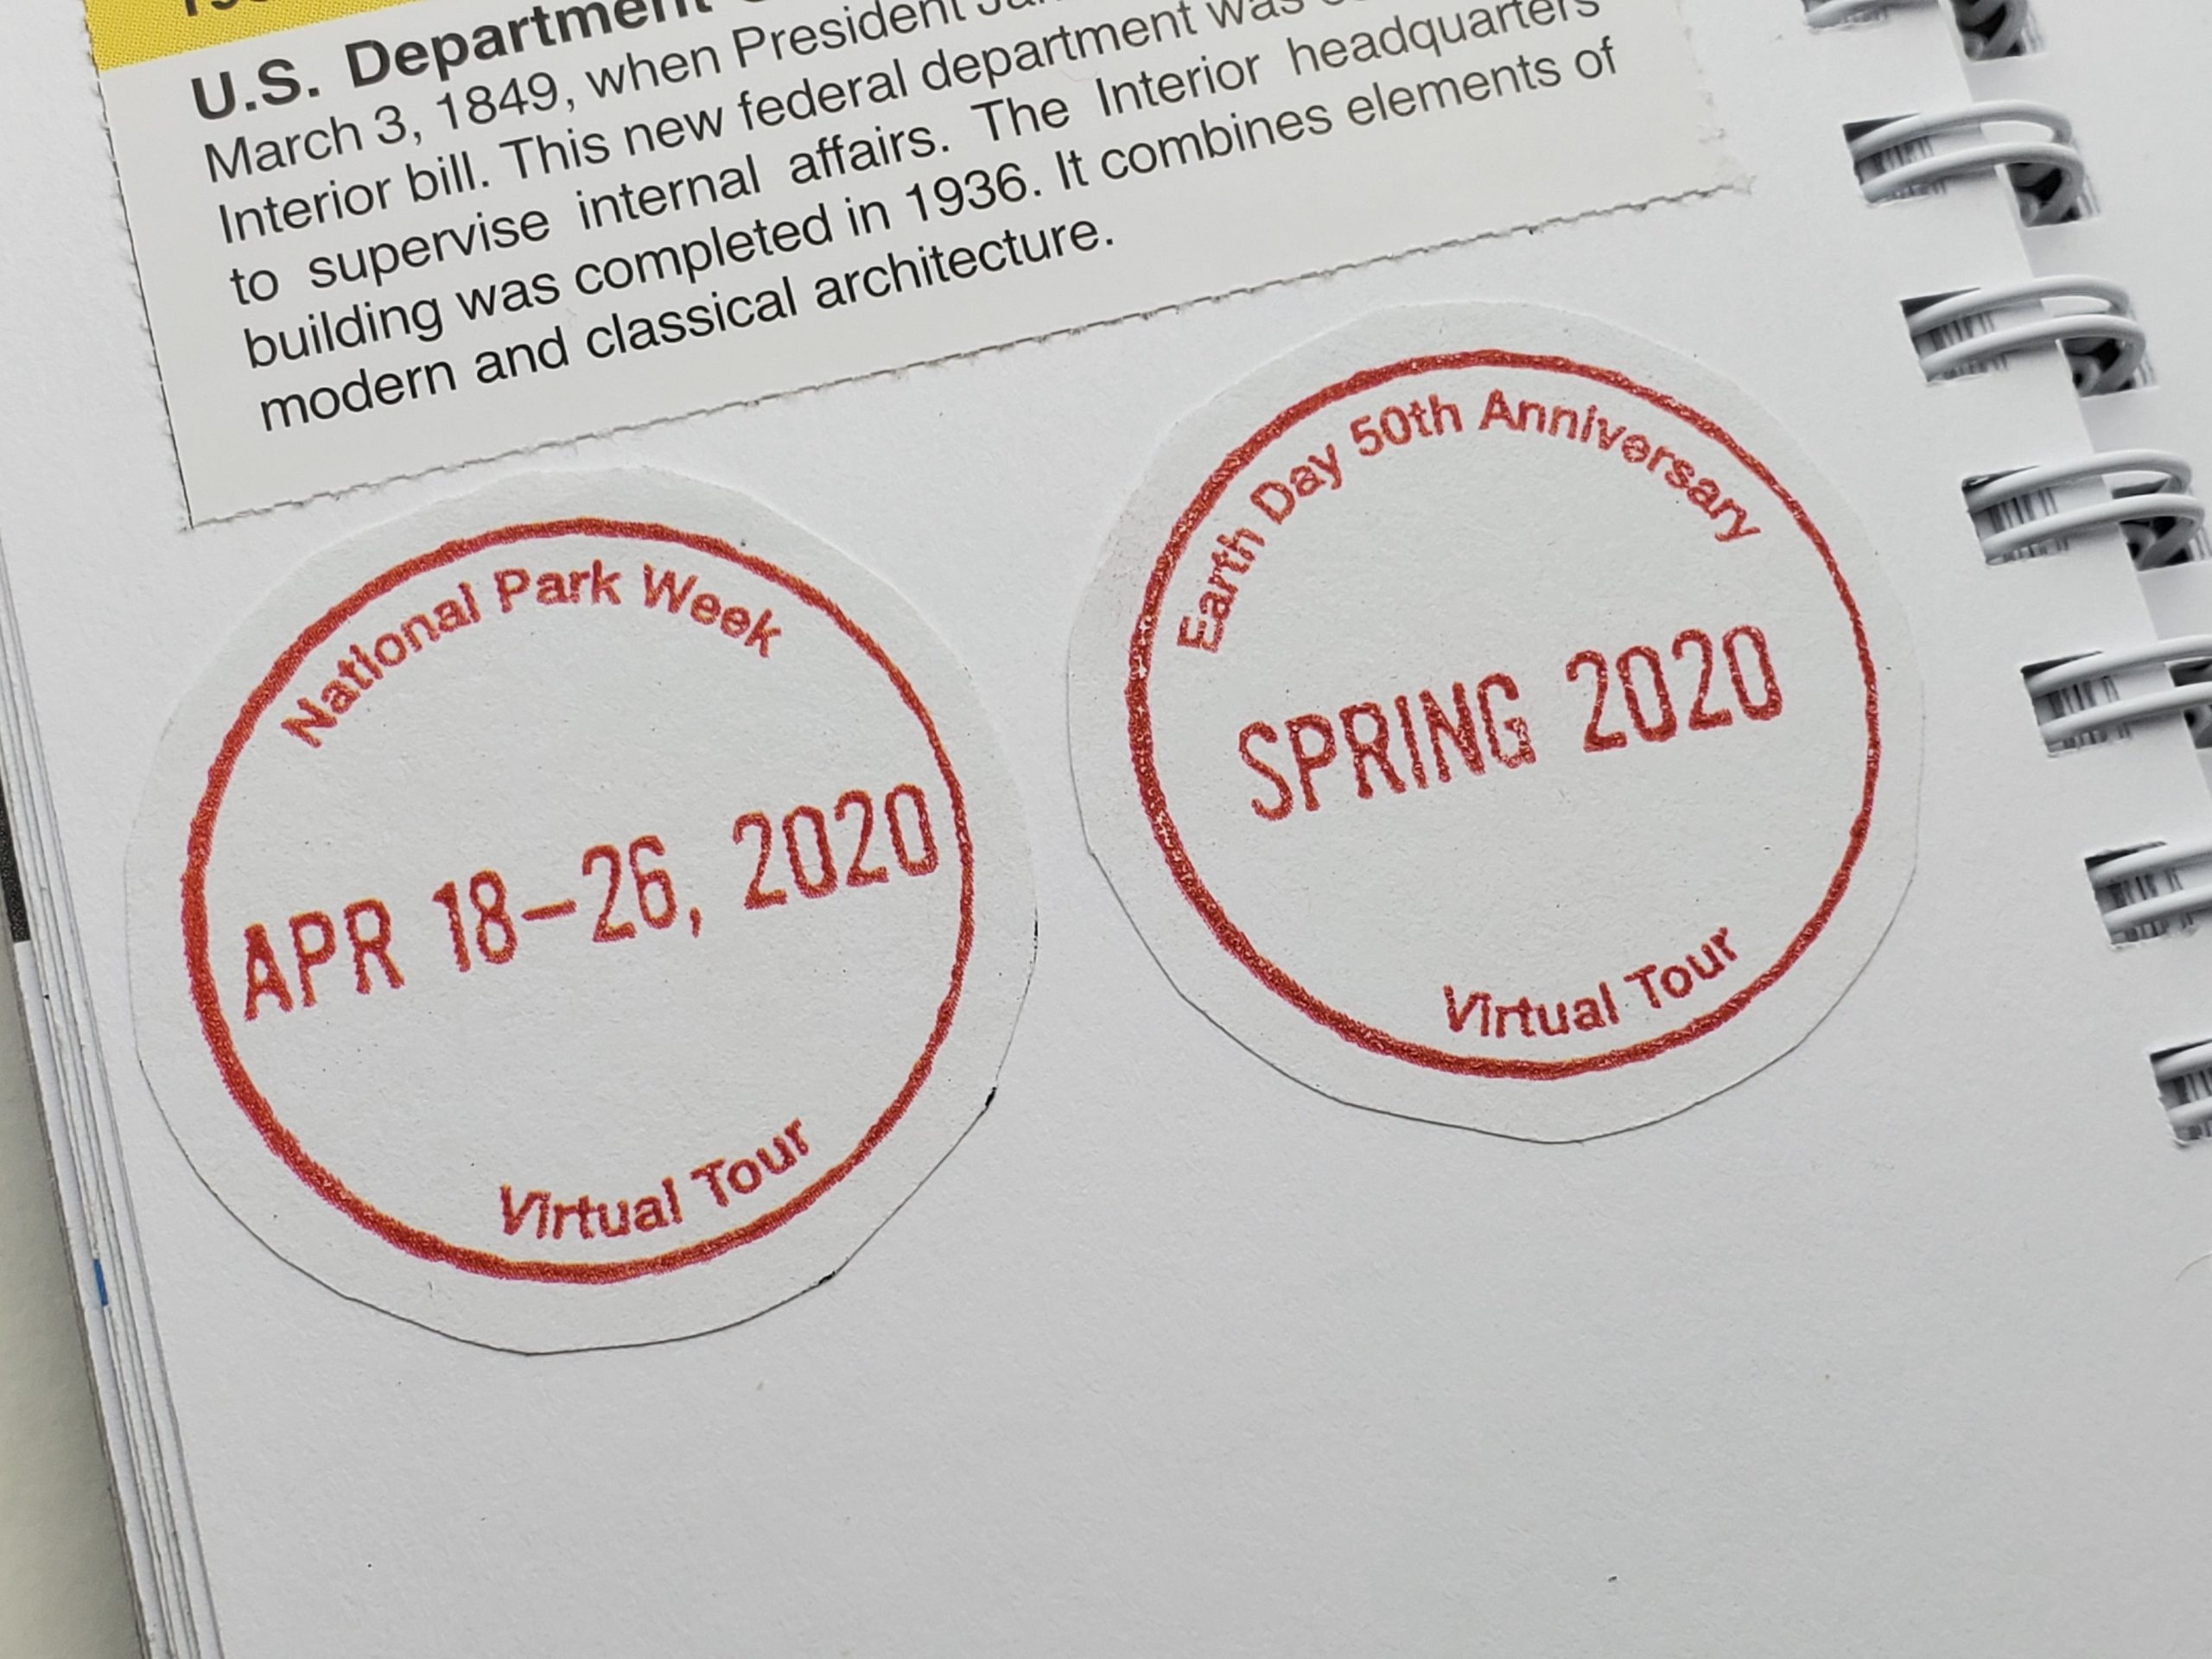 U.S. Department
March 3, 1849, when President
Interior bill. This new federal department was
to supervise internal affairs. The Interior headquarters
building was completed in 1936. It combines elements of
modern and classical architecture.
National Park Week
APR 18–26, 2020
Virtual Tour
Earth Day 50th Anniversary
SPRING 2020
Virtual Tour